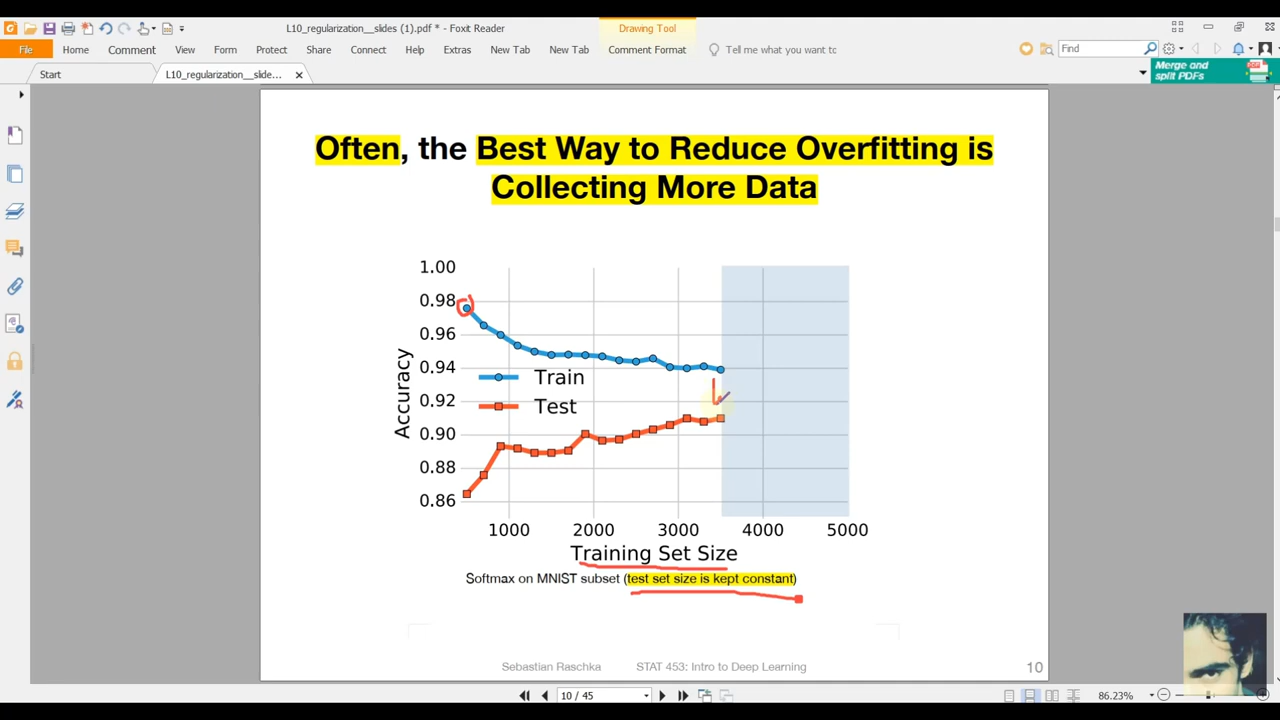 L10_regularization__slides (1).pdf * - Foxit Reader
Drawing Tool
File Home Comment View Form Protect Share Connect Help Extras New Tab New Tab Comment Format Tell me what you want to Find
Start
L10_regularization__slide...
Merge and
split PDFs
Often, the Best Way to Reduce Overfitting is
Collecting More Data
1.00
0.98
0.96
0.94
0.92
0.90
0.88
0.86
Accuracy
Train
Test
1000 2000 3000 4000 5000
Training Set Size
Softmax on MNIST subset (test set size is kept constant)
Sebastian Raschka STAT 453: Intro to Deep Learning 10
10 / 45
86.23%